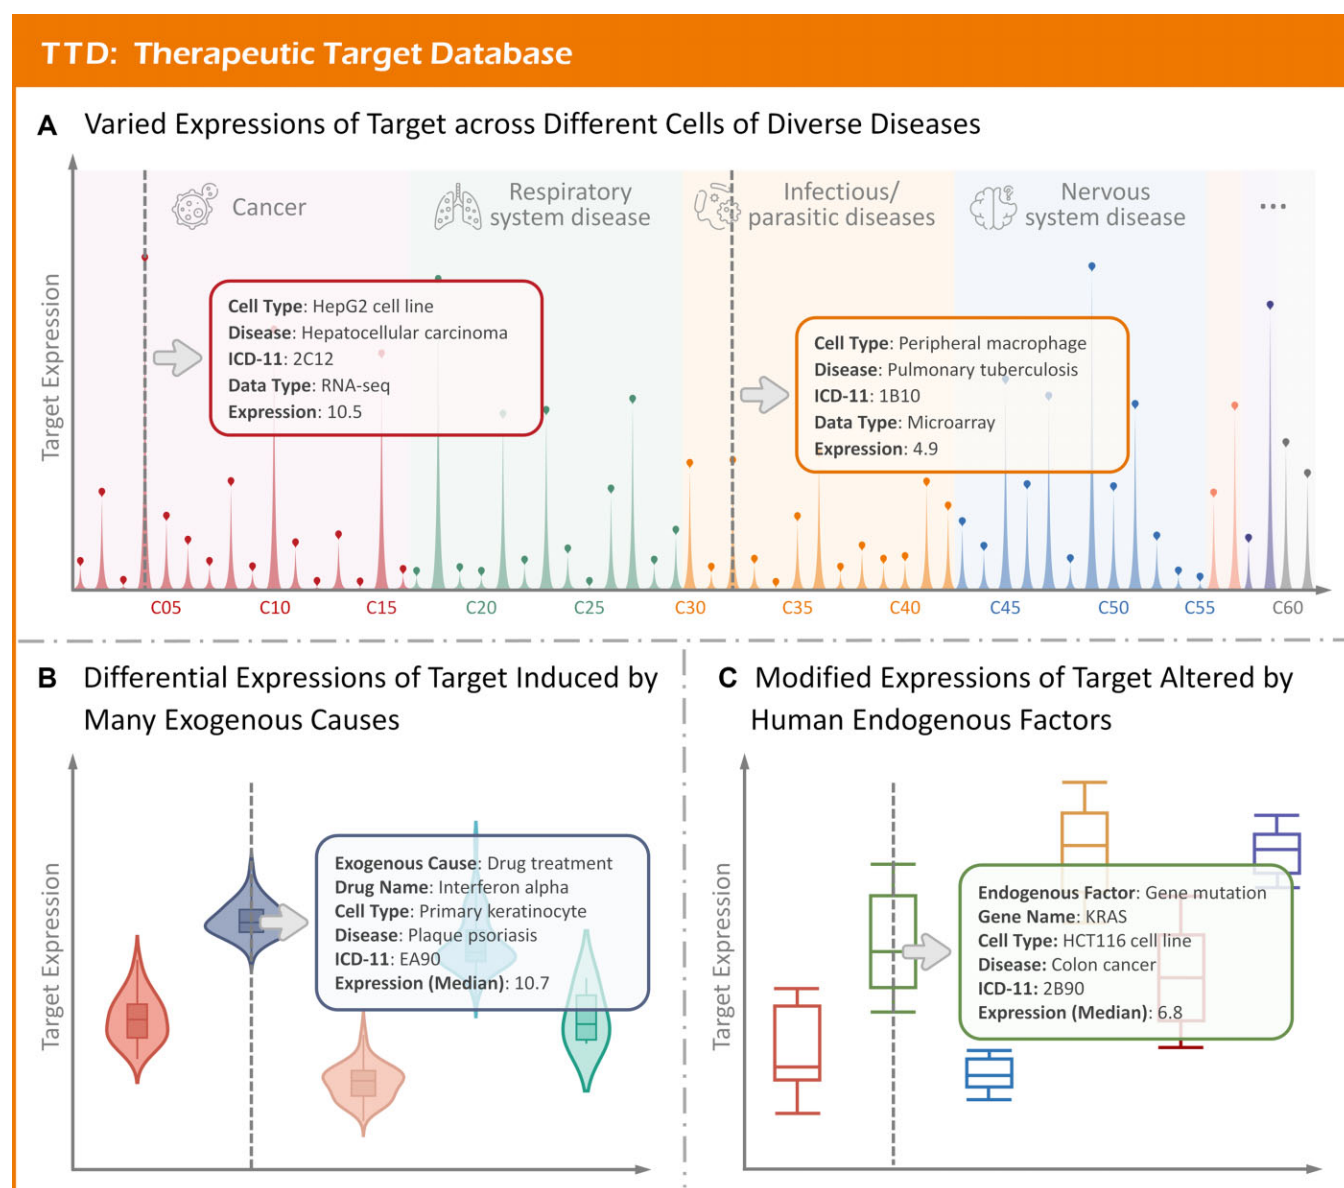 TTD: Therapeutic Target Database
A Varied Expressions of Target across Different Cells of Diverse Diseases
Target Expression
Cancer
Respiratory
system disease
Infectious/
parasitic diseases
Nervous
system disease
...
Cell Type: HepG2 cell line
Disease: Hepatocellular carcinoma
ICD-11: 2C12
Data Type: RNA-seq
Expression: 10.5
Cell Type: Peripheral macrophage
Disease: Pulmonary tuberculosis
ICD-11: 1B10
Data Type: Microarray
Expression: 4.9
C05 C10 C15 C20 C25 C30 C35 C40 C45 C50 C55 C60
B Differential Expressions of Target Induced by
Many Exogenous Causes
Target Expression
Exogenous Cause: Drug treatment
Drug Name: Interferon alpha
Cell Type: Primary keratinocyte
Disease: Plaque psoriasis
ICD-11: EA90
Expression (Median): 10.7
C Modified Expressions of Target Altered by
Human Endogenous Factors
Target Expression
Endogenous Factor: Gene mutation
Gene Name: KRAS
Cell Type: HCT116 cell line
Disease: Colon cancer
ICD-11: 2B90
Expression (Median): 6.8